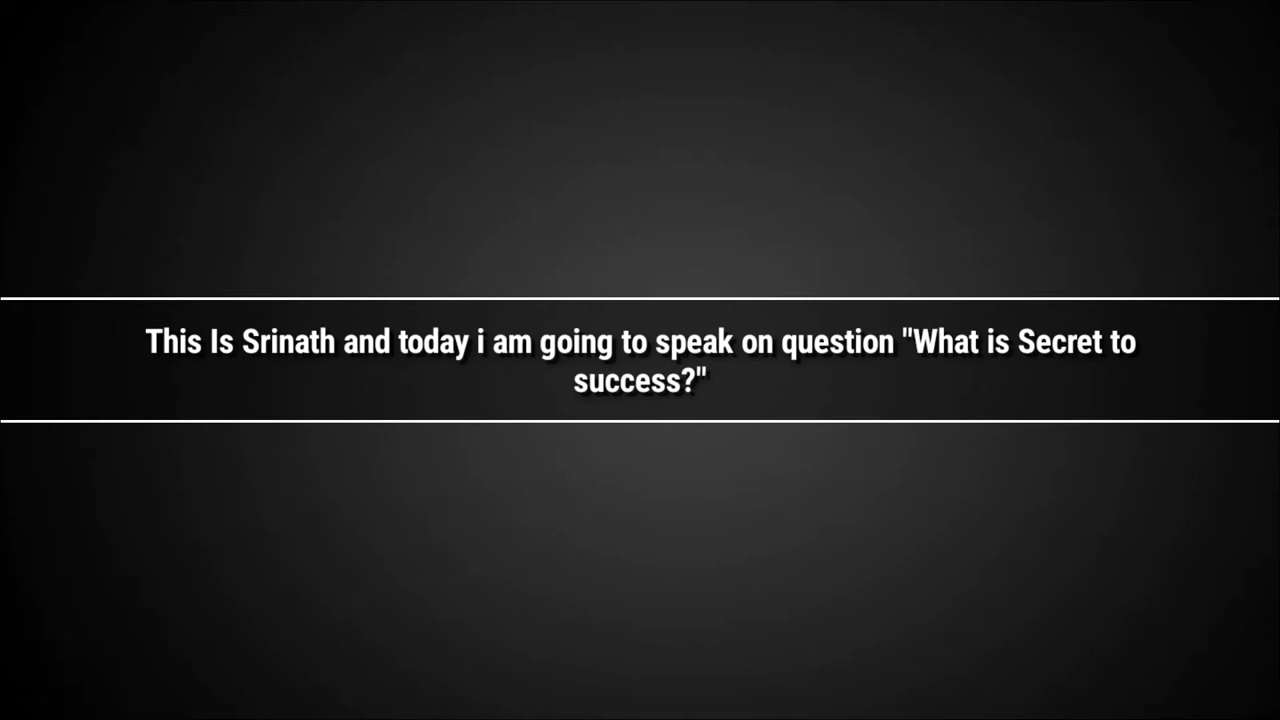 This Is Srinath and today i am going to speak on question "What is Secret to
success?"